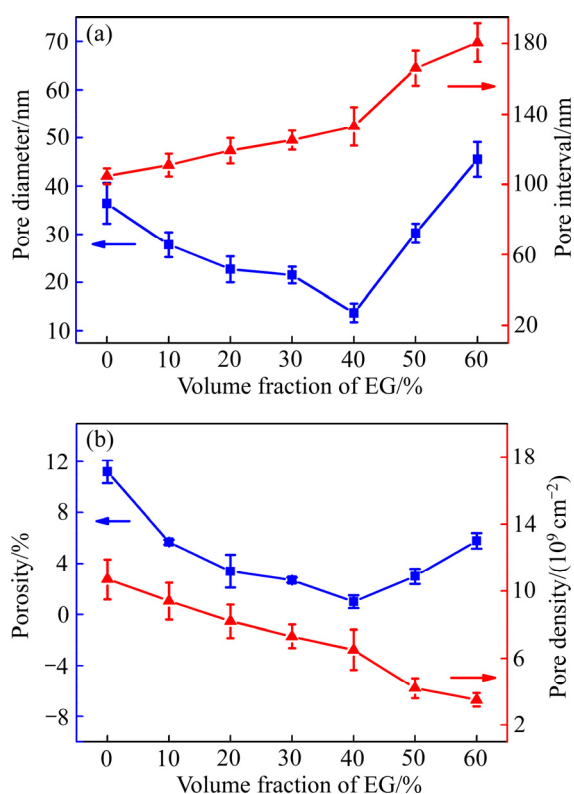 (a)
70
60
50
40
30
20
10
Pore diameter/nm
180
140
100
60
20
Pore interval/nm
0 10 20 30 40 50 60
Volume fraction of EG/%
(b)
12
8
4
0
−4
−8
Porosity/%
18
14
10
6
2
Pore density/(10⁹ cm⁻²)
0 10 20 30 40 50 60
Volume fraction of EG/%